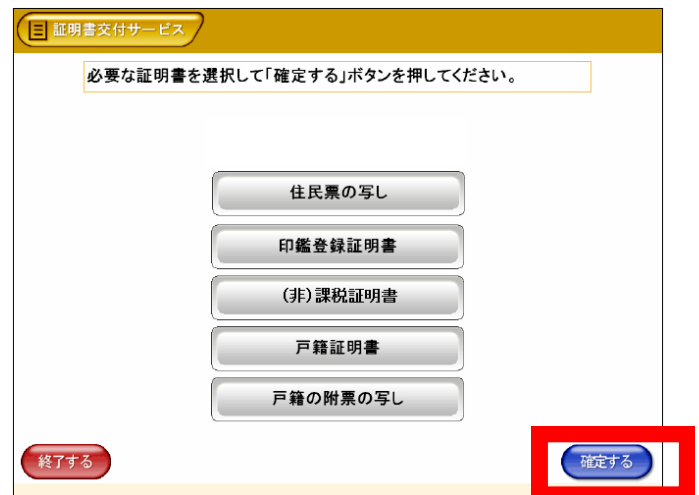 証明書交付サービス
必要な証明書を選択して「確定する」ボタンを押してください。
住民票の写し
印鑑登録証明書
(非)課税証明書
戸籍証明書
戸籍の附票の写し
終了する
確定する